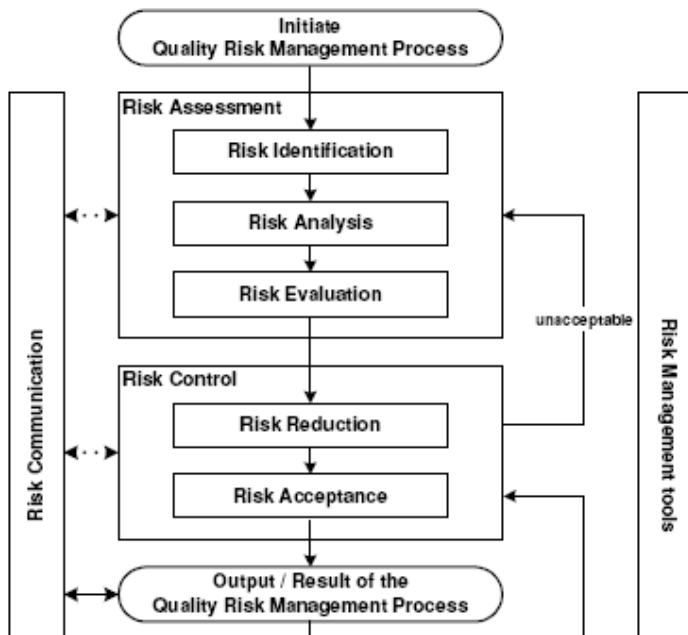 Initiate
Quality Risk Management Process
Risk Assessment
Risk Identification
Risk Analysis
Risk Evaluation
unacceptable
Risk Control
Risk Reduction
Risk Acceptance
Output / Result of the
Quality Risk Management Process
Risk Communication
Risk Management tools